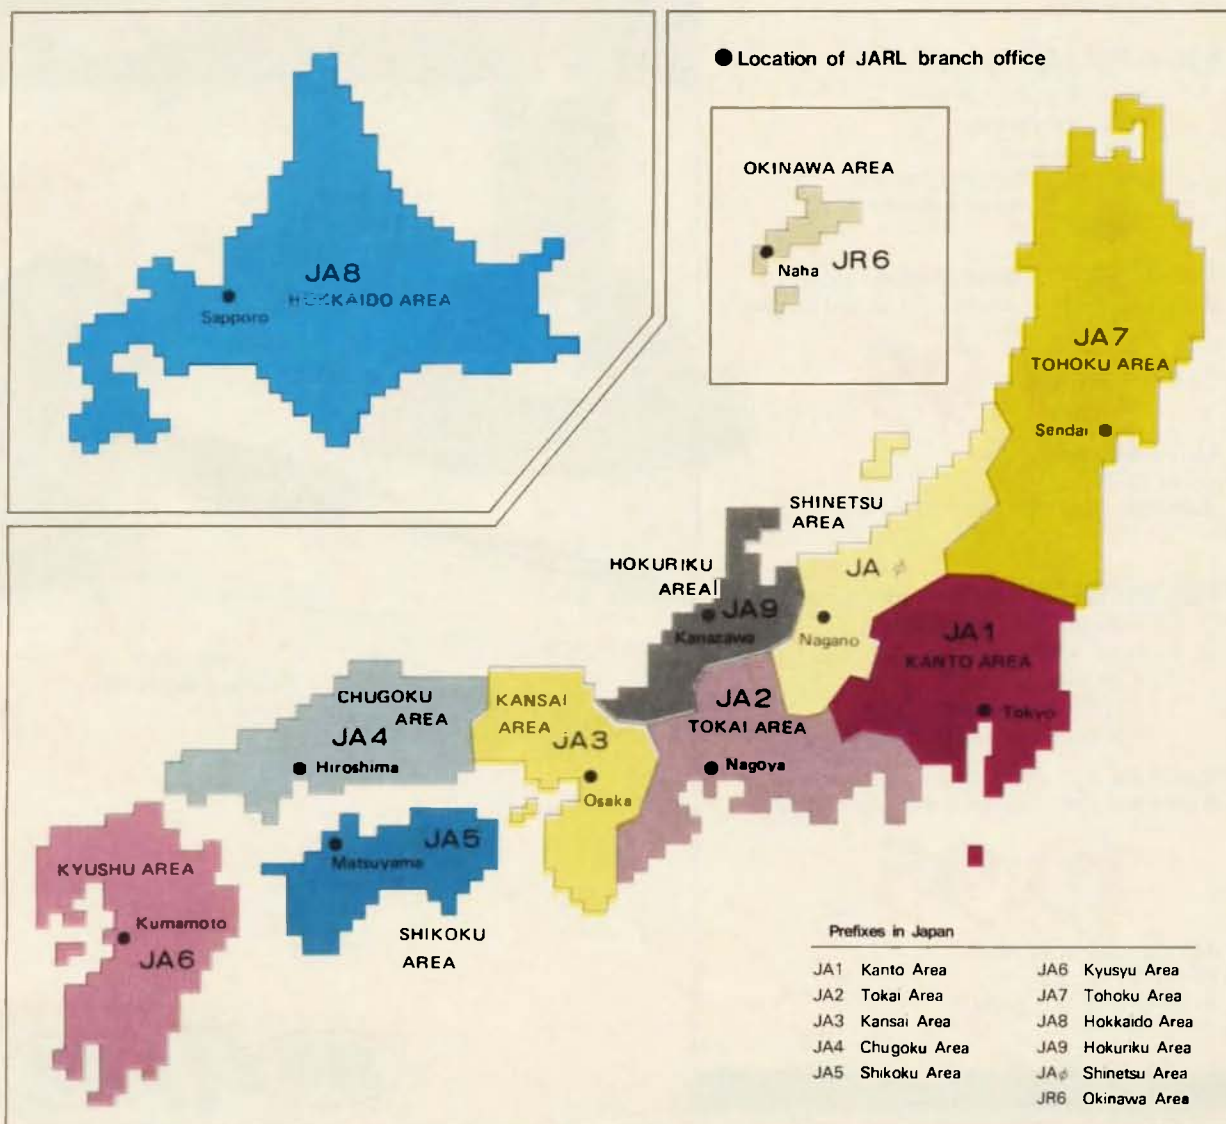 ● Location of JARL branch office
OKINAWA AREA
Naha
JR6
JA8
HOKKAIDO AREA
Sapporo
JA7
TOHOKU AREA
Sendai
SHINETSU
AREA
JAØ
Nagano
HOKURIKU
AREA
JA9
Kanazawa
JA1
KANTO AREA
Tokyo
JA2
TOKAI AREA
Nagoya
KANSAI
AREA
JA3
Osaka
CHUGOKU
AREA
JA4
Hiroshima
JA5
Matsuyama
SHIKOKU
AREA
KYUSHU AREA
Kumamoto
JA6
Prefixes in Japan
JA1 Kanto Area
JA2 Tokai Area
JA3 Kansai Area
JA4 Chugoku Area
JA5 Shikoku Area
JA6 Kyusyu Area
JA7 Tohoku Area
JA8 Hokkaido Area
JA9 Hokuriku Area
JAø Shinetsu Area
JR6 Okinawa Area